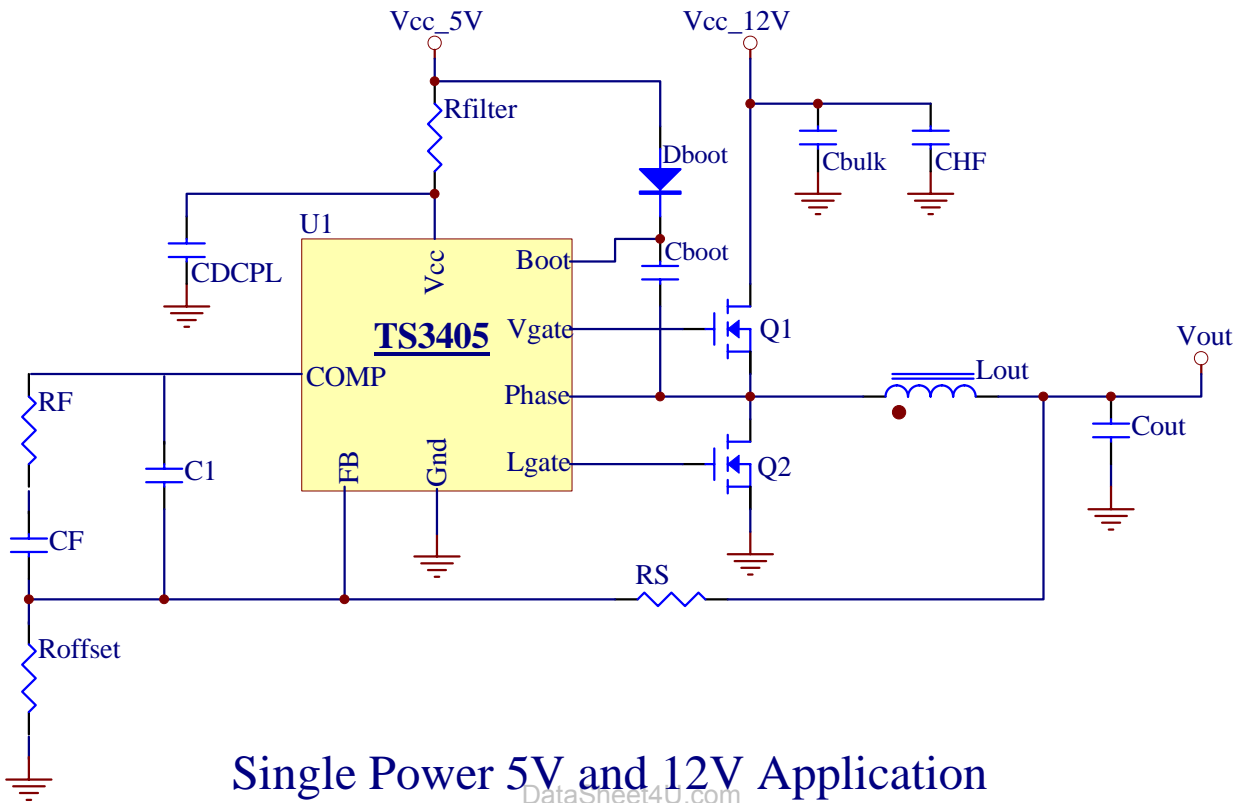 Vcc_5V
Vcc_12V
Rfilter
Dboot
Cbulk
CHF
U1
Boot
Cboot
CDCPL
Vcc
Vgate
Q1
TS3405
Vout
COMP
Phase
Lout
RF
Cout
C1
FB
Gnd
Lgate
Q2
CF
RS
Roffset
Single Power 5V and 12V Application
DataSheet4U.com